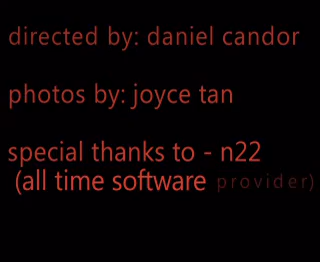 directed by: daniel candor
photos by: joyce tan
special thanks to - n22
(all time software provider)